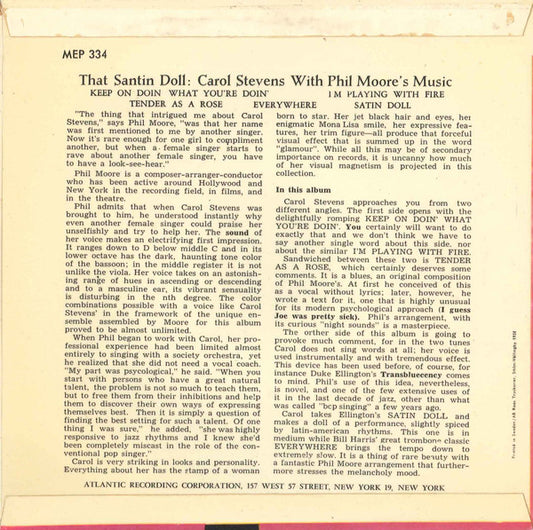 MEP 334
That Santin Doll: Carol Stevens With Phil Moore's Music
KEEP ON DOIN WHAT YOU'RE DOIN' I'M PLAYING WITH FIRE
TENDER AS A ROSE EVERYWHERE SATIN DOLL
"The thing that intrigued me about Carol
Stevens," says Phil Moore, "was that her name
was first mentioned to me by another singer.
Now it's rare enough for one girl to coppliment
another, but when a female singer starts to
rave about another female singer, you have
to have a look-see-hear."
Phil Moore is a composer-arranger-conductor
who has been active around Hollywood and
New York in the recording field, in films, and
in the theatre.
Phil admits that when Carol Stevens was
brought to him, he understood instantly why
even another female singer could praise her
unselfishly and try to help her. The sound of
her voice makes an electrifying first impression.
It ranges down to D below middle C and in its
lower octave has the dark, haunting tone color
of the bassoon; in the middle register it is not
unlike the viola. Her voice takes on an astonish-
ing range of hues in ascending or descending
and to a masculine ear, its vibrant sensuality
is disturbing in the nth degree. The color
combinations possible with a voice like Carol
Stevens' in the framework of the unique en-
semble assembled by Moore for this album
proved to be almost unlimited.
When Phil began to work with Carol, her pro-
fessional experience had been limited almost
entirely to singing with a society orchestra, yet
he realized that she did not need a vocal coach.
"My part was psycological," he said. "When you
start with persons who have a great natural
talent, the problem is not so much to teach them,
but to free them from their inhibitions and help
them to discover their own ways of expressing
themselves best. Then it is simply a question of
finding the best setting for such a talent. Of one
thing I was sure," he added, "she was highly
responsive to jazz rhythms and I knew she'd
been completely miscast in the role of the con-
ventional pop singer."
Carol is very striking in looks and personality.
Everything about her has the stamp of a woman
born to star. Her jet black hair and eyes, her
enigmatic Mona Lisa smile, her expressive fea-
tures, her trim figure—all produce that forceful
visual effect that is summed up in the word
"glamour". While all this may be of secondary
importance on records, it is uncanny how much
of her visual magnetism is projected in this
collection.
In this album
Carol Stevens approaches you from two
different angles. The first side opens with the
delightfully romping KEEP ON DOIN' WHAT
YOU'RE DOIN'. You certainly will want to do
exactly that and we don't think we have to
say another single word about this side, nor
about the similar I'M PLAYING WITH FIRE.
Sandwiched between these two is TENDER
AS A ROSE, which certainly deserves some
comments. It is a blues, an original composition
of Phil Moore's. At first he conceived of this
as a vocal without lyrics; later, however, he
wrote a text for it, one that is highly unusual
for its modern psychological approach (I guess
Joe was pretty sick). Phil's arrangement, with
its curious "night sounds" is a masterpiece.
The orther side of this album is going to
provoke much comment, for in the two tunes
Carol does not sing words at all; her voice is
used instrumentally and with tremendous effect.
This device has been used before, of course, for
instance Duke Ellington's Translucencey comes
to mind. Phil's use of this idea, nevertheless,
is novel, and one of the few extensive uses of
it in the last decade of jazz, other than what
was called "bcp singing" a few years ago.
Carol takes Ellington's SATIN DOLL and
makes a doll of a performance, slightly spiced
by latin-american rhythms. This one is in
medium while Bill Harris' great trombone classic
EVERYWHERE brings the tempo down to
extremely slow. It is a thing of rare beauty with
a fantastic Phil Moore arrangement that further-
more stresses the melancholy mood.
ATLANTIC RECORDING CORPORATION, 157 WEST 57 STREET, NEW YORK 19, NEW YORK